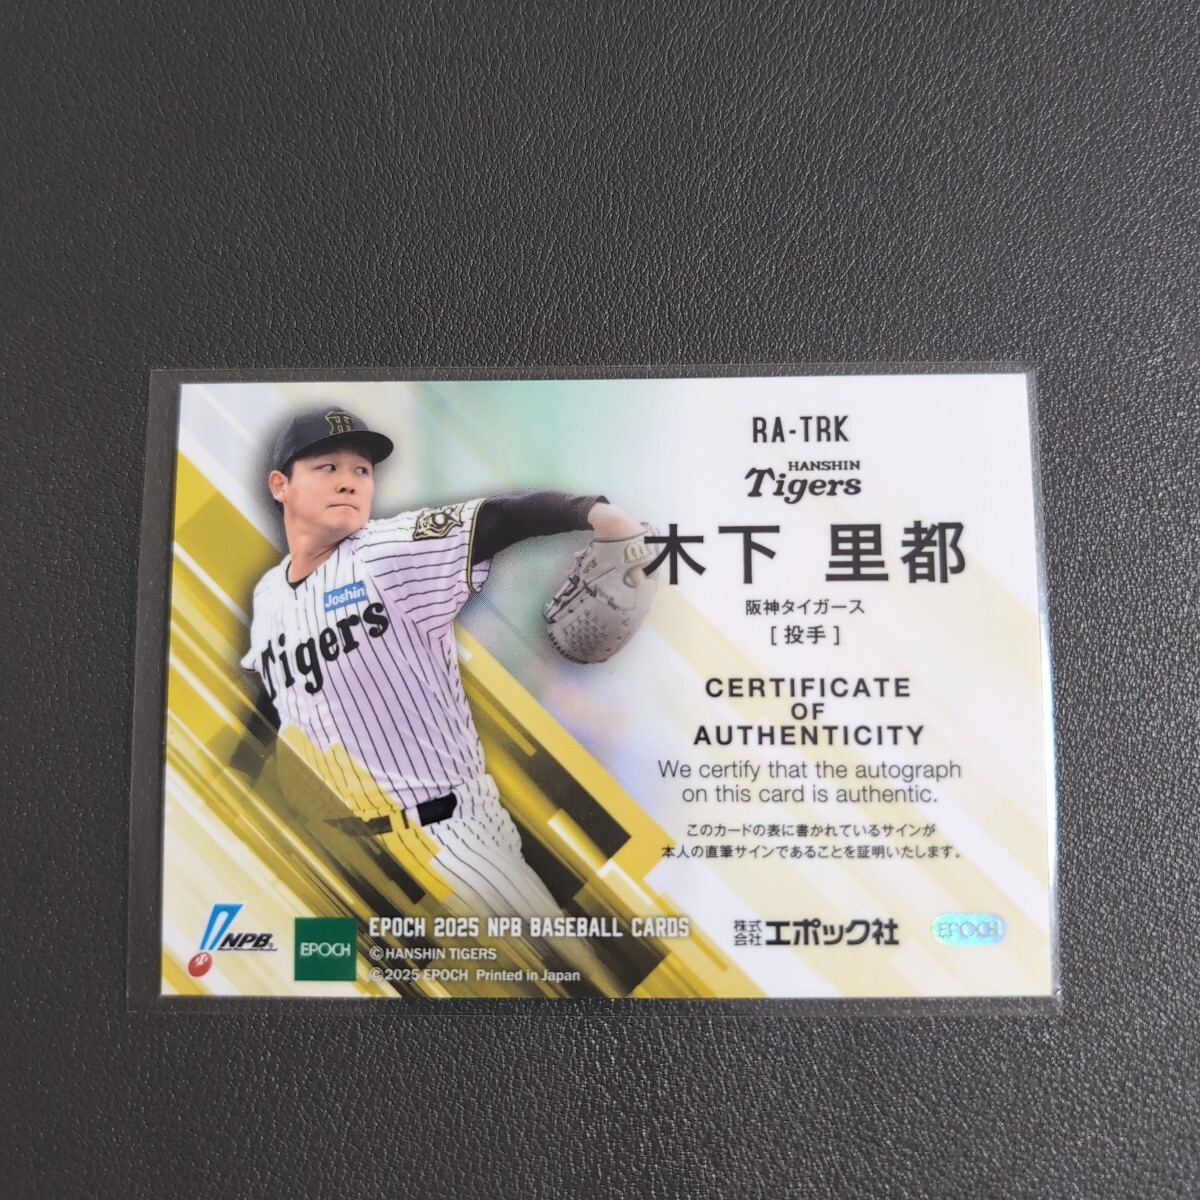 RA-TRK
HANSHIN
Tigers
木下 里都
阪神タイガース
[ 投手 ]
CERTIFICATE
OF
AUTHENTICITY
We certify that the autograph
on this card is authentic.
このカードの表に書かれているサインが
本人の直筆サインであることを証明いたします。
Joshin
Tigers
NPB
EPOCH
EPOCH 2025 NPB BASEBALL CARDS
© HANSHIN TIGERS
© 2025 EPOCH Printed in Japan
株式会社エポック社
EPOCH